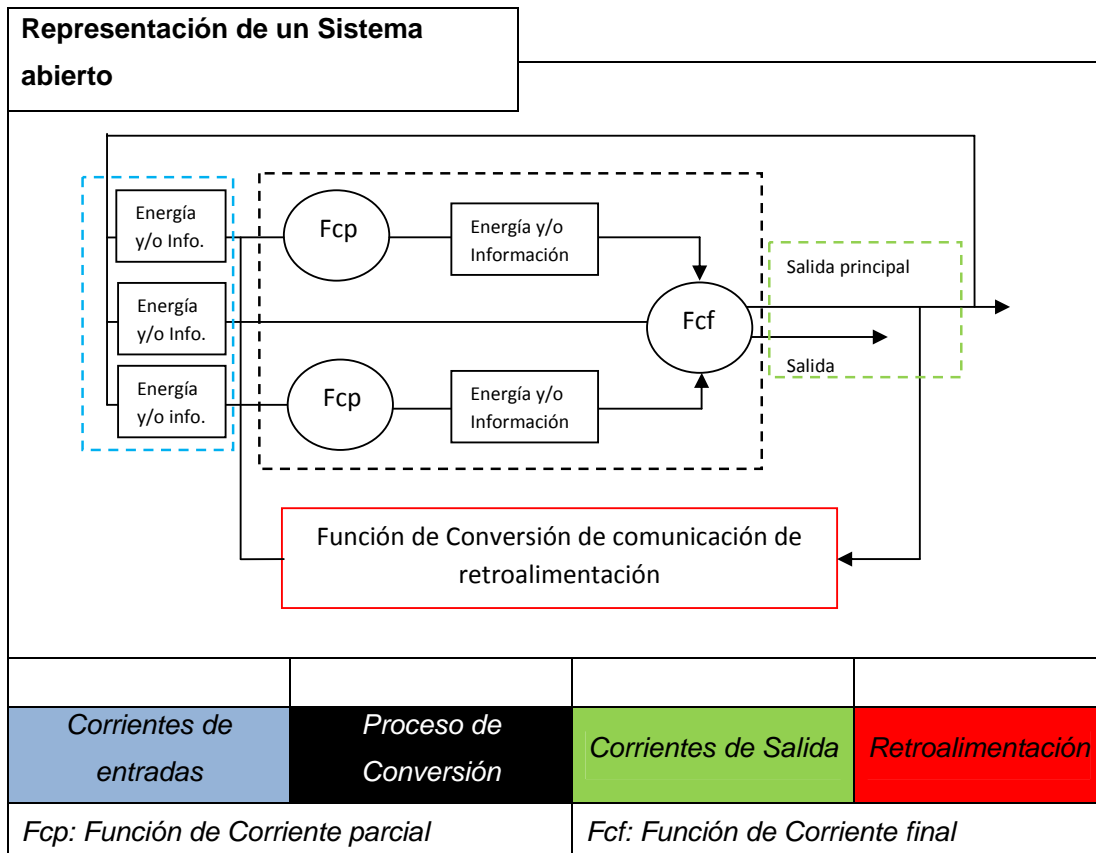 Representación de un Sistema
abierto
Energía
y/o Info.
Fcp
Energía y/o
Información
Salida principal
Energía
y/o Info.
Fcf
Salida
Energía
y/o info.
Fcp
Energía y/o
Información
Función de Conversión de comunicación de
retroalimentación
Corrientes de
entradas
Proceso de
Conversión
Corrientes de Salida
Retroalimentación
Fcp: Función de Corriente parcial
Fcf: Función de Corriente final